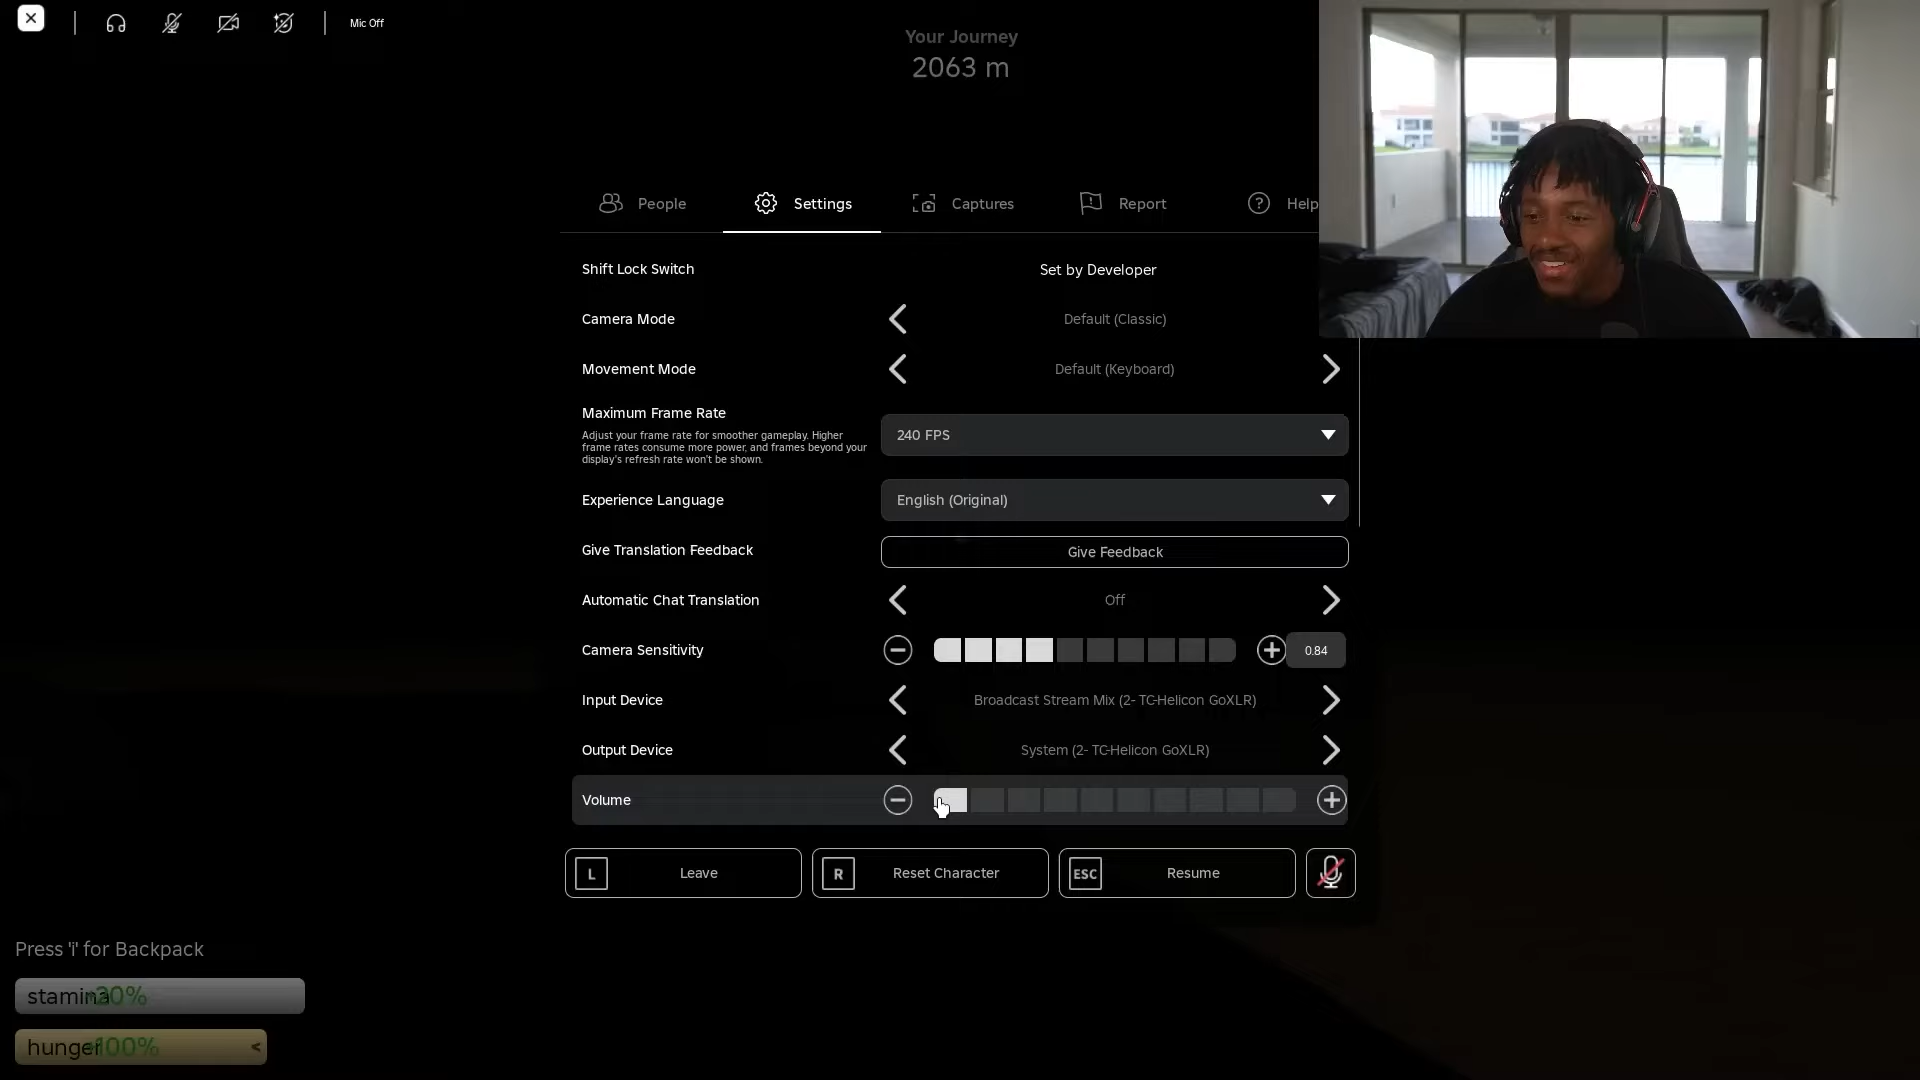 Mic Off
Your Journey
2063 m
People
Settings
Captures
Report
Help
Shift Lock Switch
Set by Developer
Camera Mode
Default (Classic)
Movement Mode
Default (Keyboard)
Maximum Frame Rate
Adjust your frame rate for smoother gameplay. Higher
frame rates consume more power, and frames beyond your
display's refresh rate won't be shown.
240 FPS
Experience Language
English (Original)
Give Translation Feedback
Give Feedback
Automatic Chat Translation
Off
Camera Sensitivity
0.84
Input Device
Broadcast Stream Mix (2- TC-Helicon GoXLR)
Output Device
System (2- TC-Helicon GoXLR)
Volume
L Leave
R Reset Character
ESC Resume
Press 'i' for Backpack
stamina
hunger <